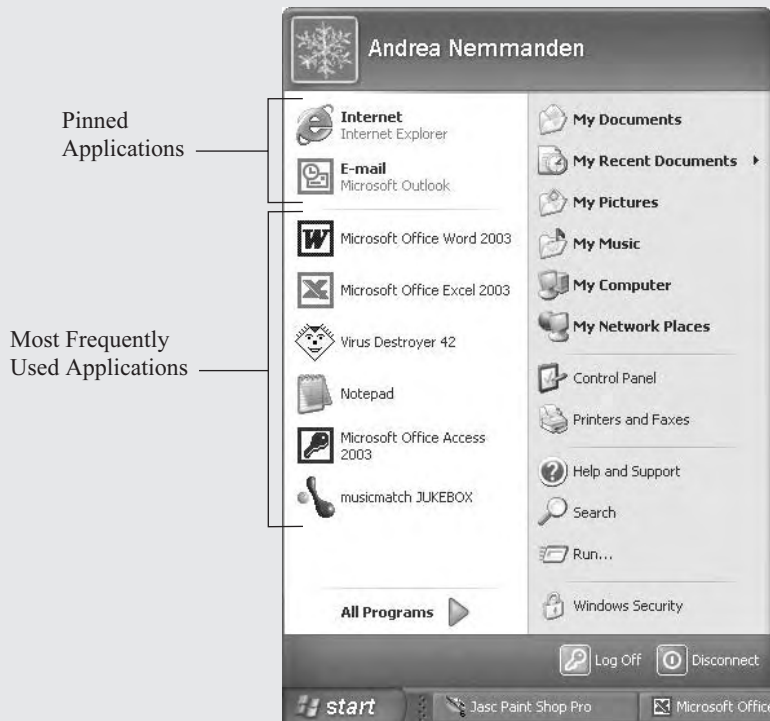 Andrea Nemmanden
Pinned
Applications
Internet
Internet Explorer
E-mail
Microsoft Outlook
Most Frequently
Used Applications
Microsoft Office Word 2003
Microsoft Office Excel 2003
Virus Destroyer 42
Notepad
Microsoft Office Access
2003
musicmatch JUKEBOX
All Programs
My Documents
My Recent Documents
My Pictures
My Music
My Computer
My Network Places
Control Panel
Printers and Faxes
Help and Support
Search
Run...
Windows Security
Log Off
Disconnect
start
Jasc Paint Shop Pro
Microsoft Office